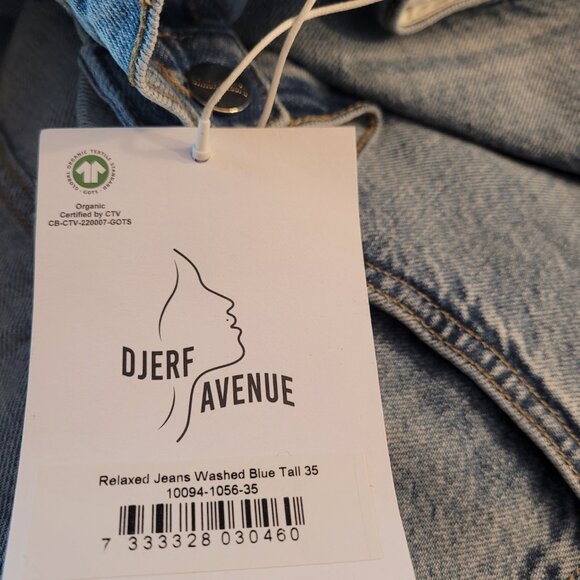 GLOBAL ORGANIC TEXTILE STANDARD · GOTS ·
Organic
Certified by CTV
CB-CTV-220007-GOTS
DJERF
AVENUE
Relaxed Jeans Washed Blue Tall 35
10094-1056-35
7 333328 030460